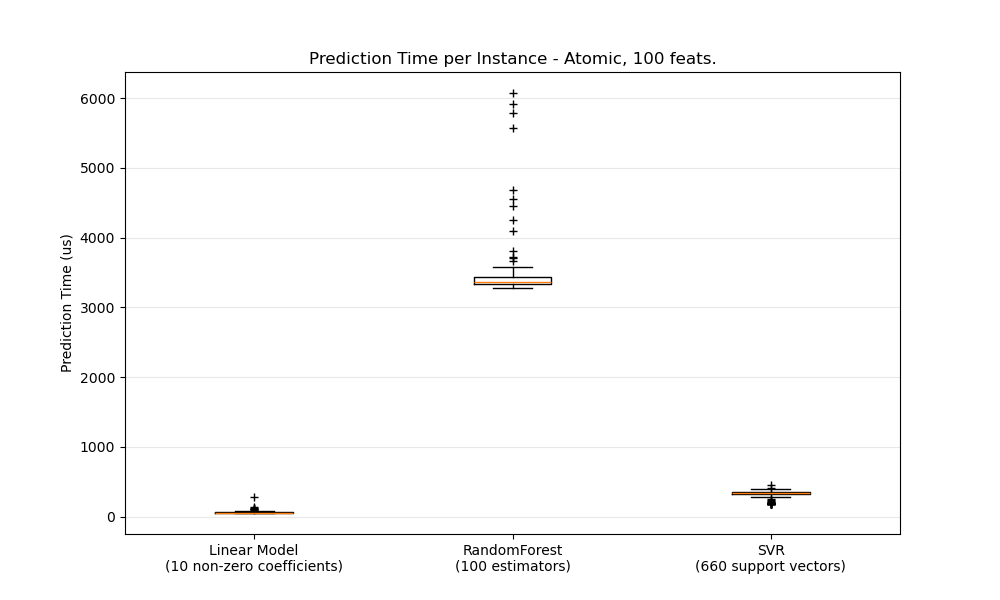 Prediction Time per Instance - Atomic, 100 feats.
Prediction Time (us)
6000
5000
4000
3000
2000
1000
0
Linear Model
(10 non-zero coefficients)
RandomForest
(100 estimators)
SVR
(660 support vectors)